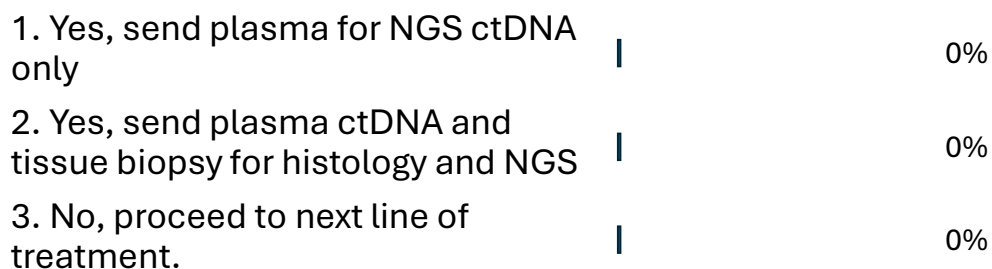 1. Yes, send plasma for NGS ctDNA
only
0%
2. Yes, send plasma ctDNA and
tissue biopsy for histology and NGS
0%
3. No, proceed to next line of
treatment.
0%